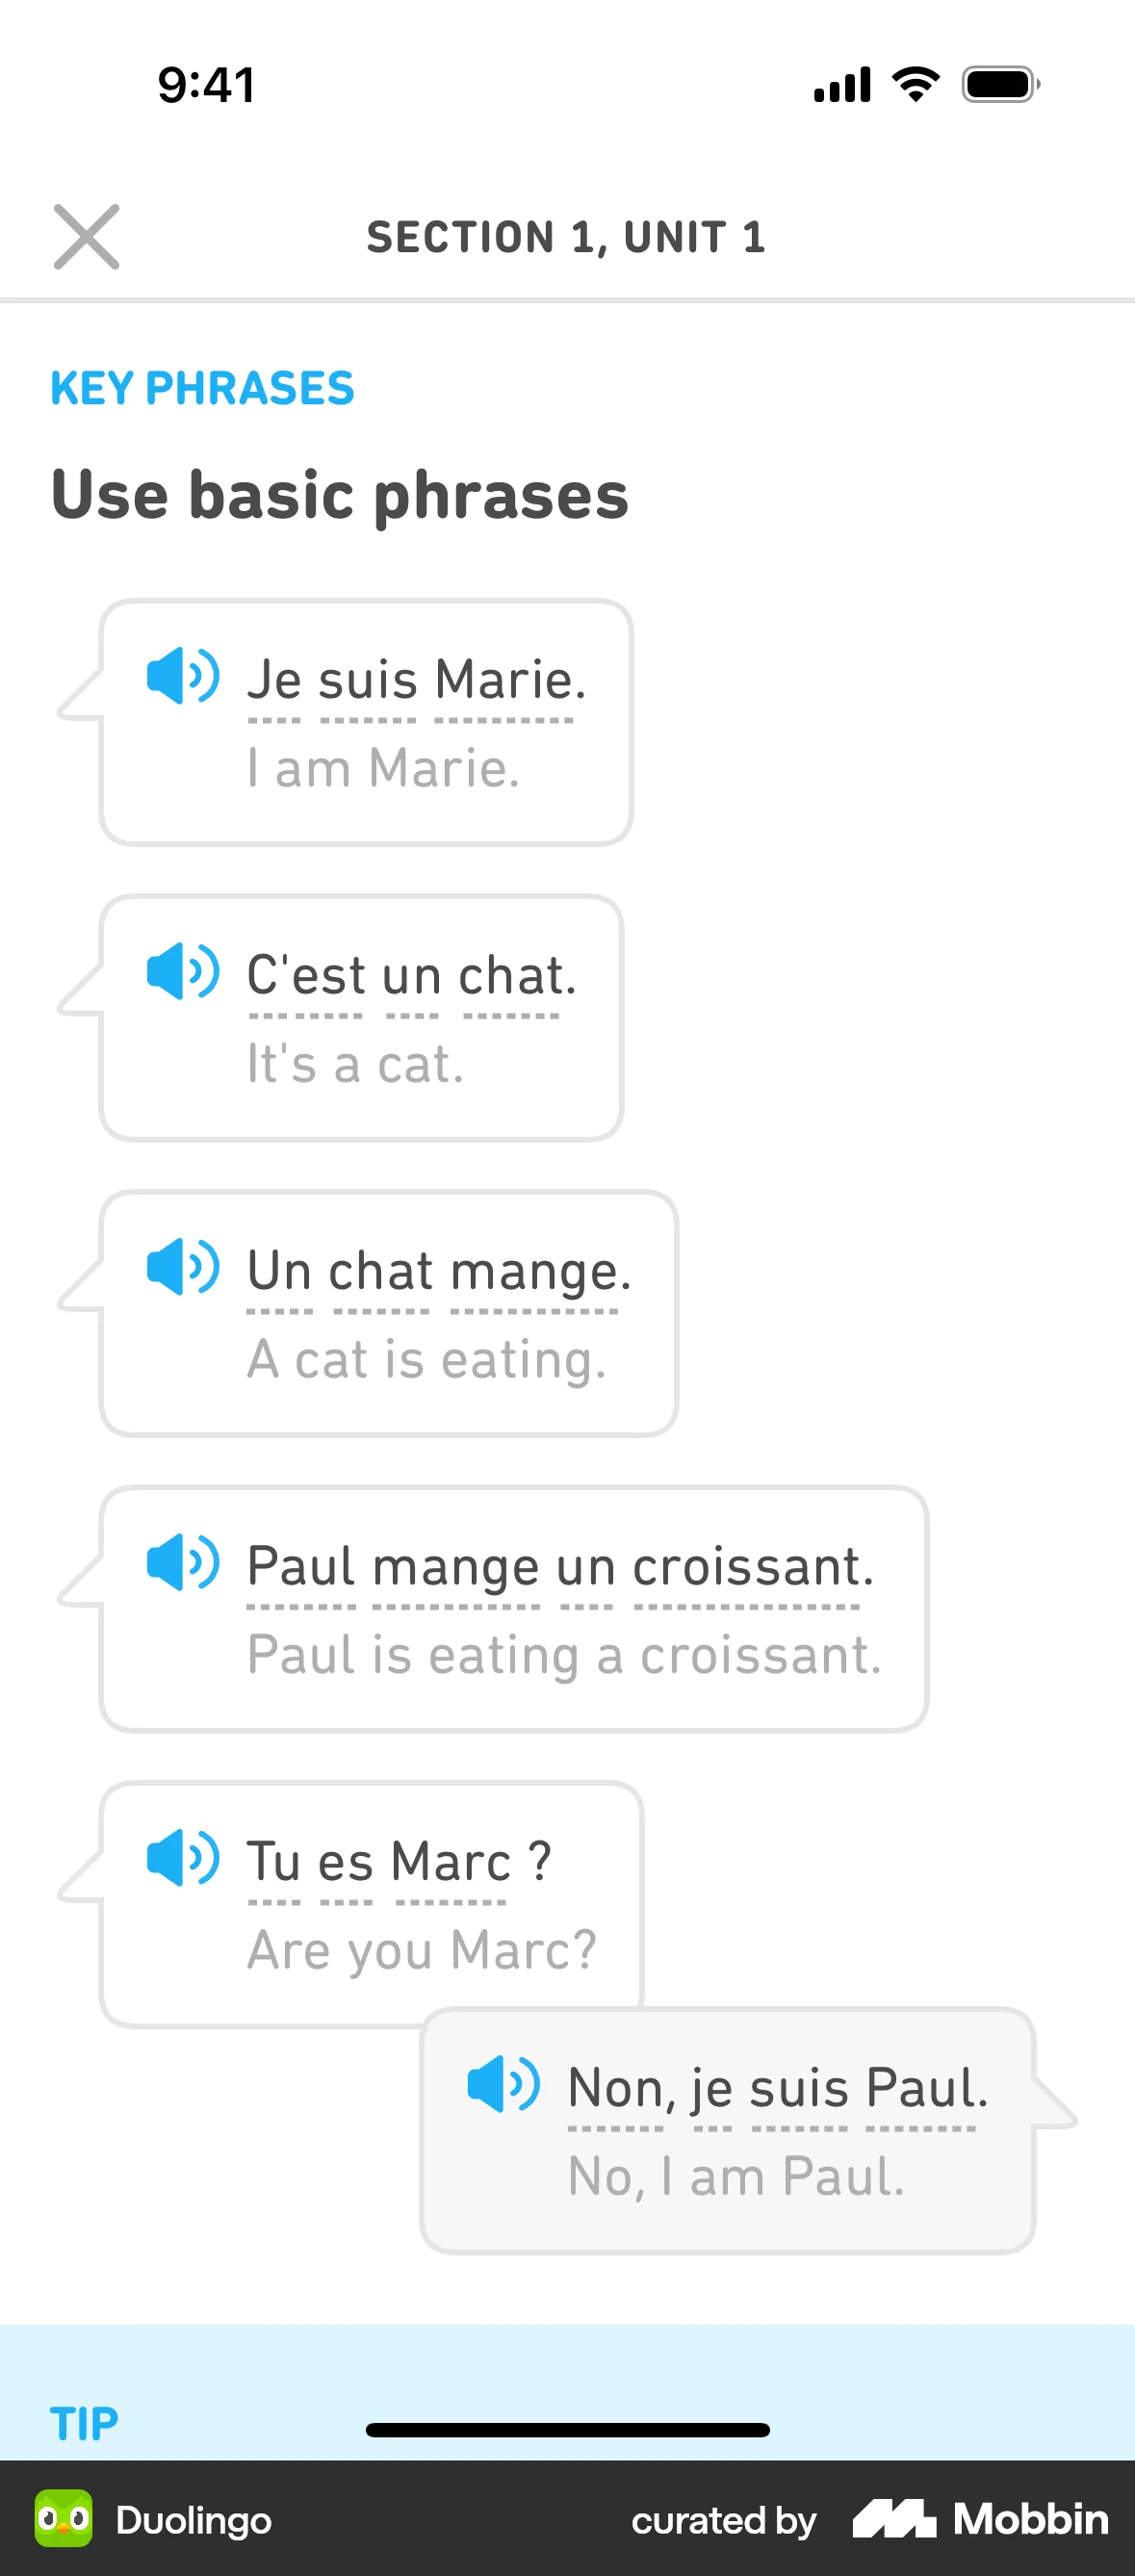 9:41
SECTION 1, UNIT 1
KEY PHRASES
Use basic phrases
Je suis Marie.
I am Marie.
C'est un chat.
It's a cat.
Un chat mange.
A cat is eating.
Paul mange un croissant.
Paul is eating a croissant.
Tu es Marc ?
Are you Marc?
Non, je suis Paul.
No, I am Paul.
TIP
Duolingo
curated by Mobbin